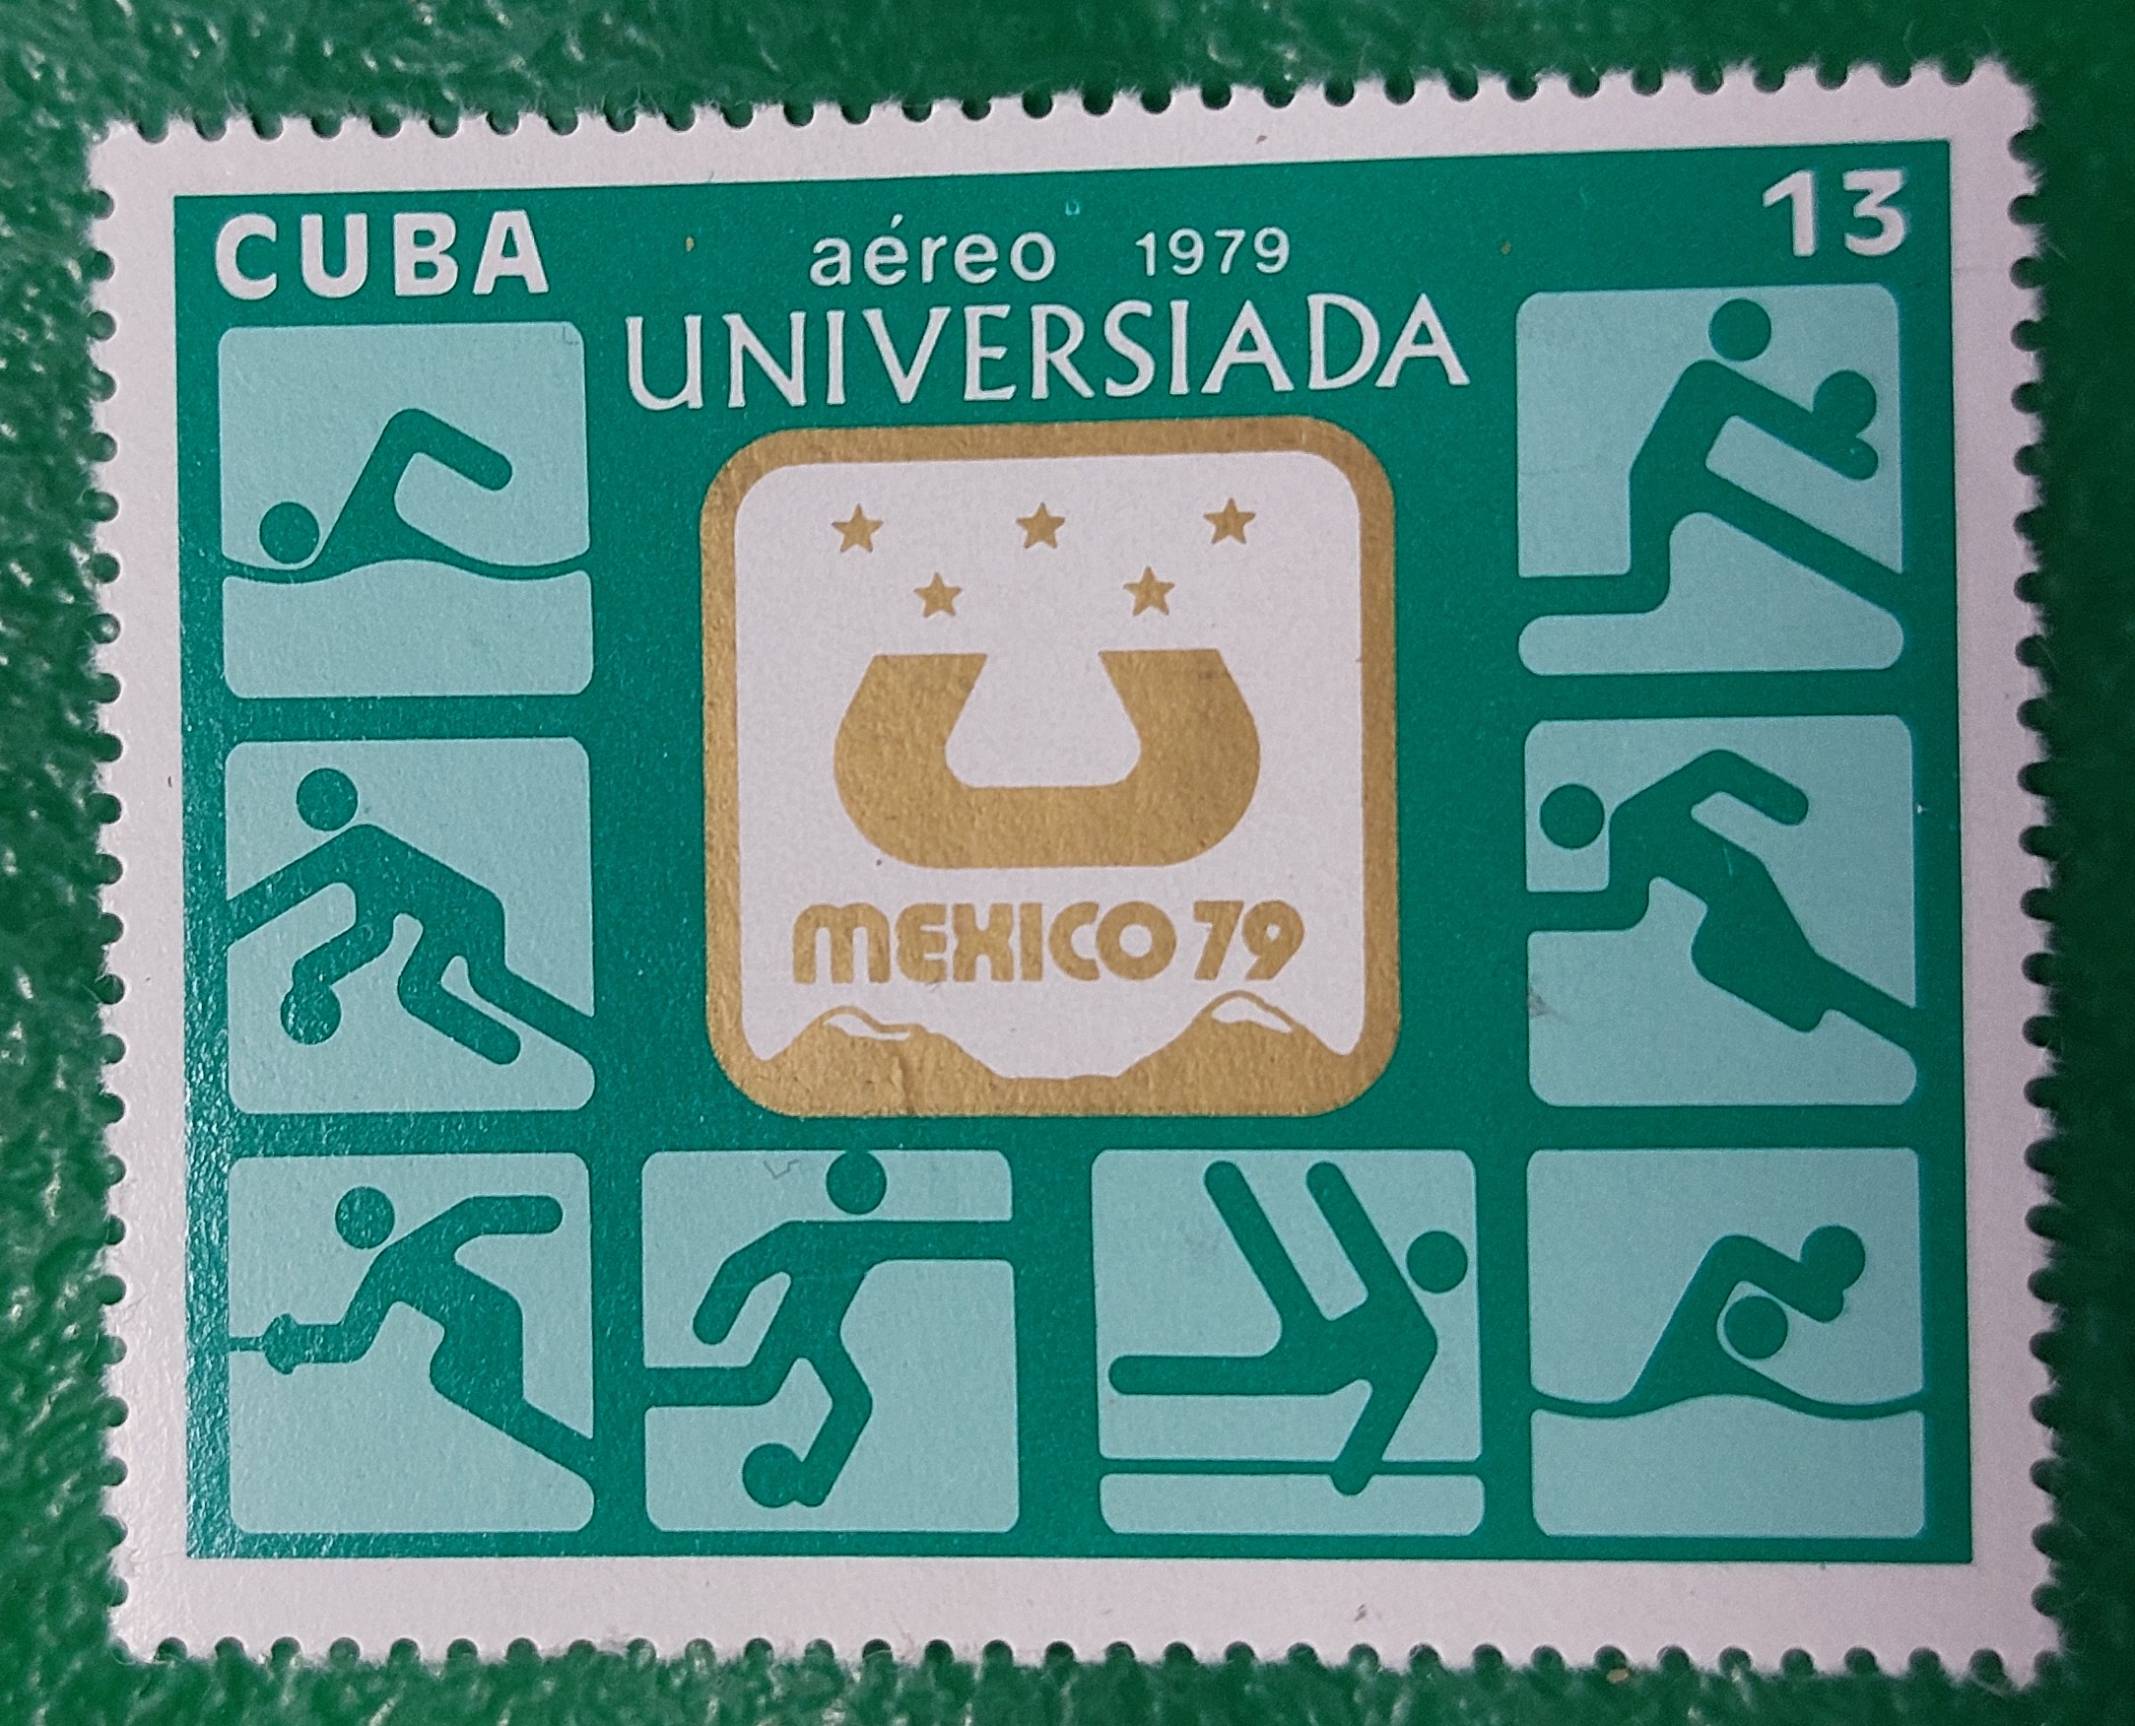 CUBA
aéreo 1979
13
UNIVERSIADA
MEXICO 79